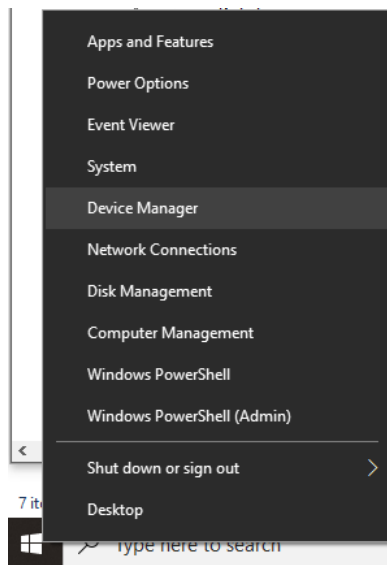 Apps and Features
Power Options
Event Viewer
System
Device Manager
Network Connections
Disk Management
Computer Management
Windows PowerShell
Windows PowerShell (Admin)
Shut down or sign out
Desktop
7
Type here to search